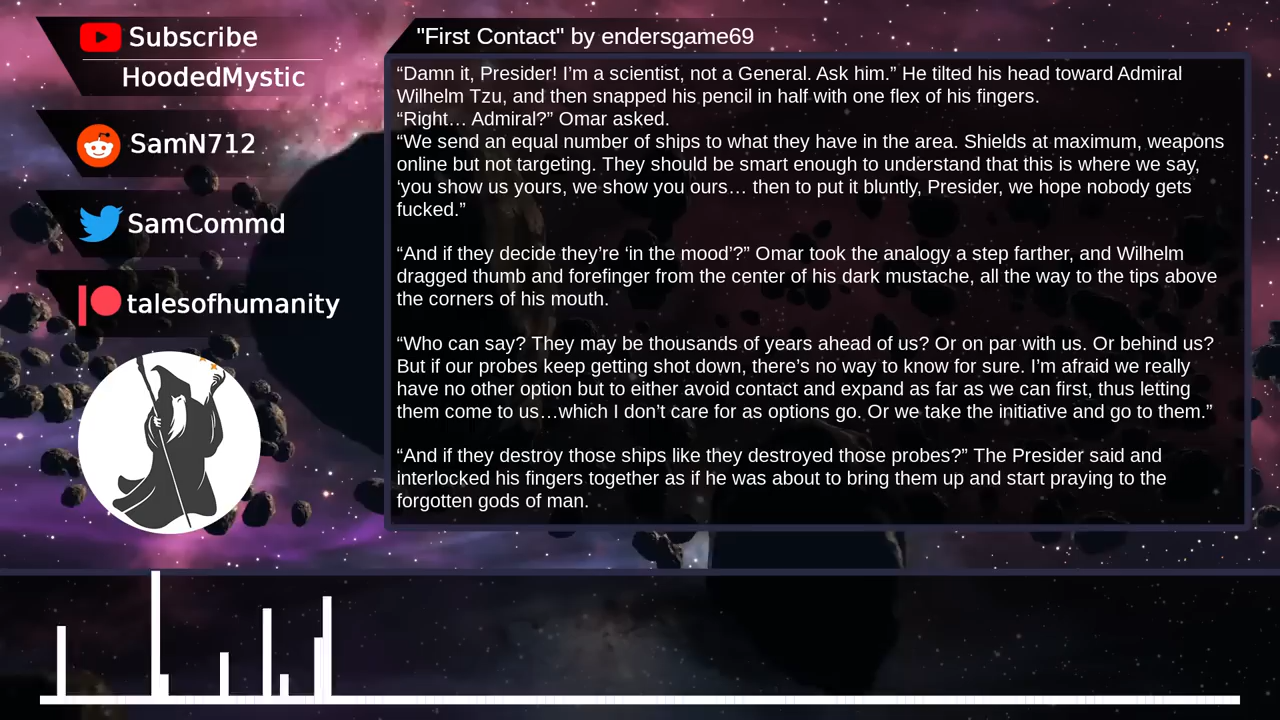 Subscribe
HoodedMystic
SamN712
SamCommd
talesofhumanity
"First Contact" by endersgame69
“Damn it, Presider! I’m a scientist, not a General. Ask him.” He tilted his head toward Admiral
Wilhelm Tzu, and then snapped his pencil in half with one flex of his fingers.
“Right… Admiral?” Omar asked.
“We send an equal number of ships to what they have in the area. Shields at maximum, weapons
online but not targeting. They should be smart enough to understand that this is where we say,
‘you show us yours, we show you ours… then to put it bluntly, Presider, we hope nobody gets
fucked.”
“And if they decide they’re ‘in the mood’?” Omar took the analogy a step farther, and Wilhelm
dragged thumb and forefinger from the center of his dark mustache, all the way to the tips above
the corners of his mouth.
“Who can say? They may be thousands of years ahead of us? Or on par with us. Or behind us?
But if our probes keep getting shot down, there’s no way to know for sure. I’m afraid we really
have no other option but to either avoid contact and expand as far as we can first, thus letting
them come to us…which I don’t care for as options go. Or we take the initiative and go to them.”
“And if they destroy those ships like they destroyed those probes?” The Presider said and
interlocked his fingers together as if he was about to bring them up and start praying to the
forgotten gods of man.